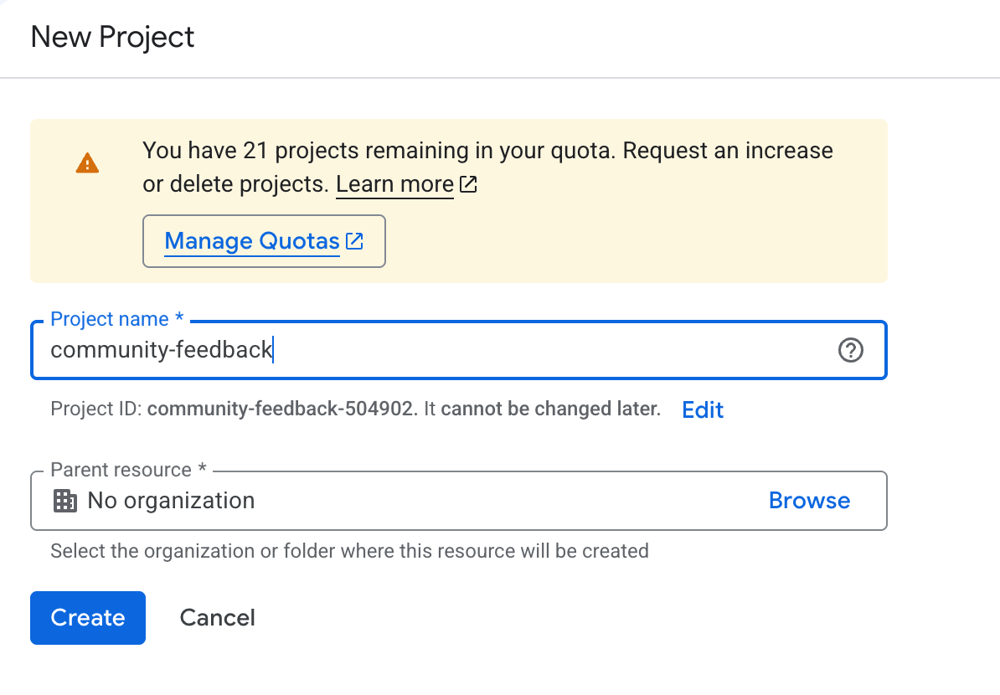 New Project
You have 21 projects remaining in your quota. Request an increase
or delete projects. Learn more
Manage Quotas
Project name *
community-feedback
Project ID: community-feedback-504902. It cannot be changed later. Edit
Parent resource *
No organization Browse
Select the organization or folder where this resource will be created
Create Cancel